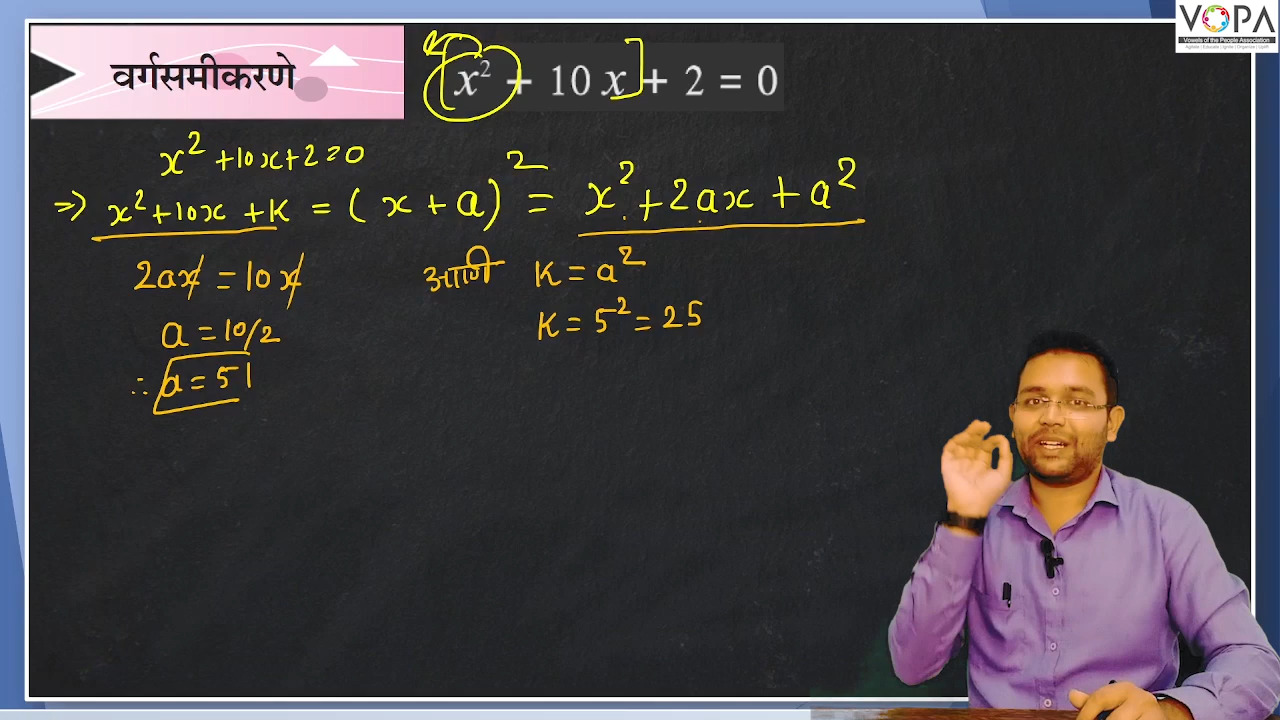 VOPA
Vowels of the People Association
वर्गसमीकरणे
x² + 10 x + 2 = 0
x² + 10x + 2 = 0
⇒ x² + 10x + K = (x + a)² = x² + 2ax + a²
2ax = 10x आणि K = a²
a = 10/2 K = 5² = 25
∴ a = 5